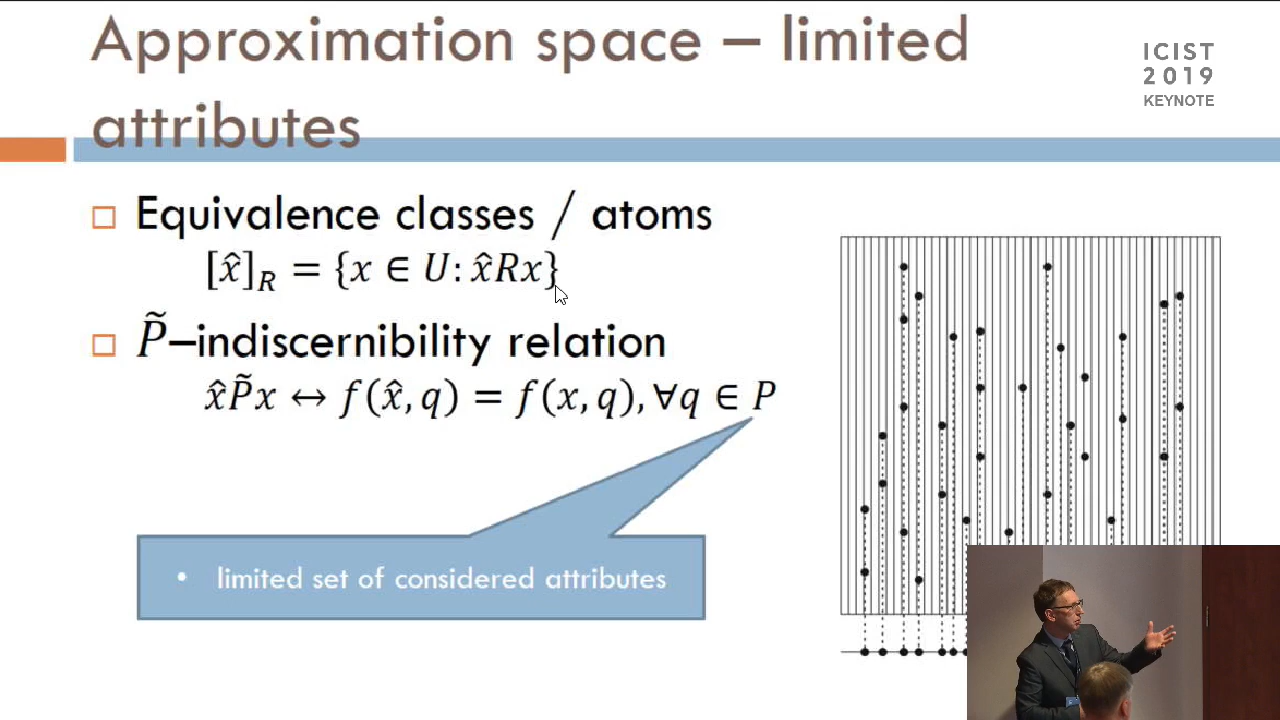 Approximation space – limited
attributes
ICIST
2019
KEYNOTE
Equivalence classes / atoms
[x̂]_R = {x ∈ U: x̂Rx}
P̃–indiscernibility relation
x̂P̃x ↔ f(x̂, q) = f(x, q), ∀q ∈ P
• limited set of considered attributes